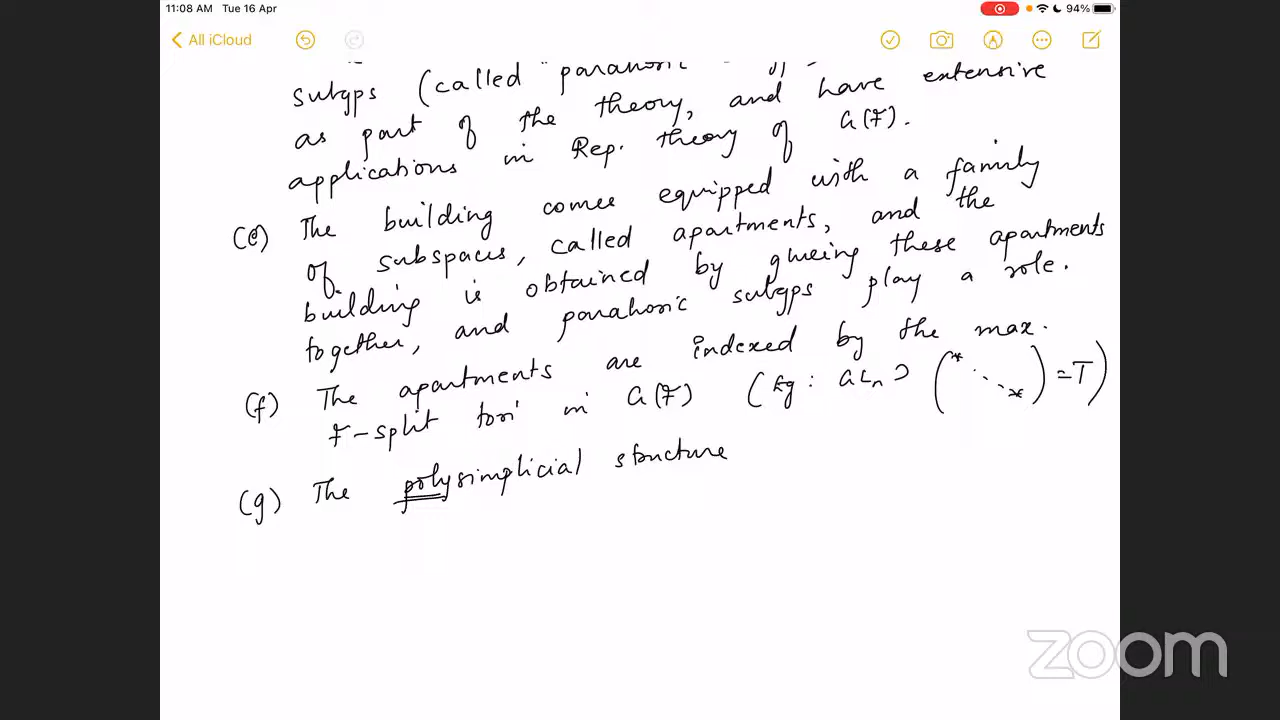 11:08 AM Tue 16 Apr 94%
All iCloud
subgps (called "parahoric
as part of the theory, and have extensive
applications in Rep. theory of G(F).
(e) The building comes equipped with a family
of subspaces, called apartments, and the
building is obtained by glueing these apartments
together, and parahoric subgps play a role.
(f) The apartments are indexed by the max.
F-split tori in G(F) (Eg: GLn ⊃ (* ⋱ *) = T)
(g) The polysimplicial structure
zoom